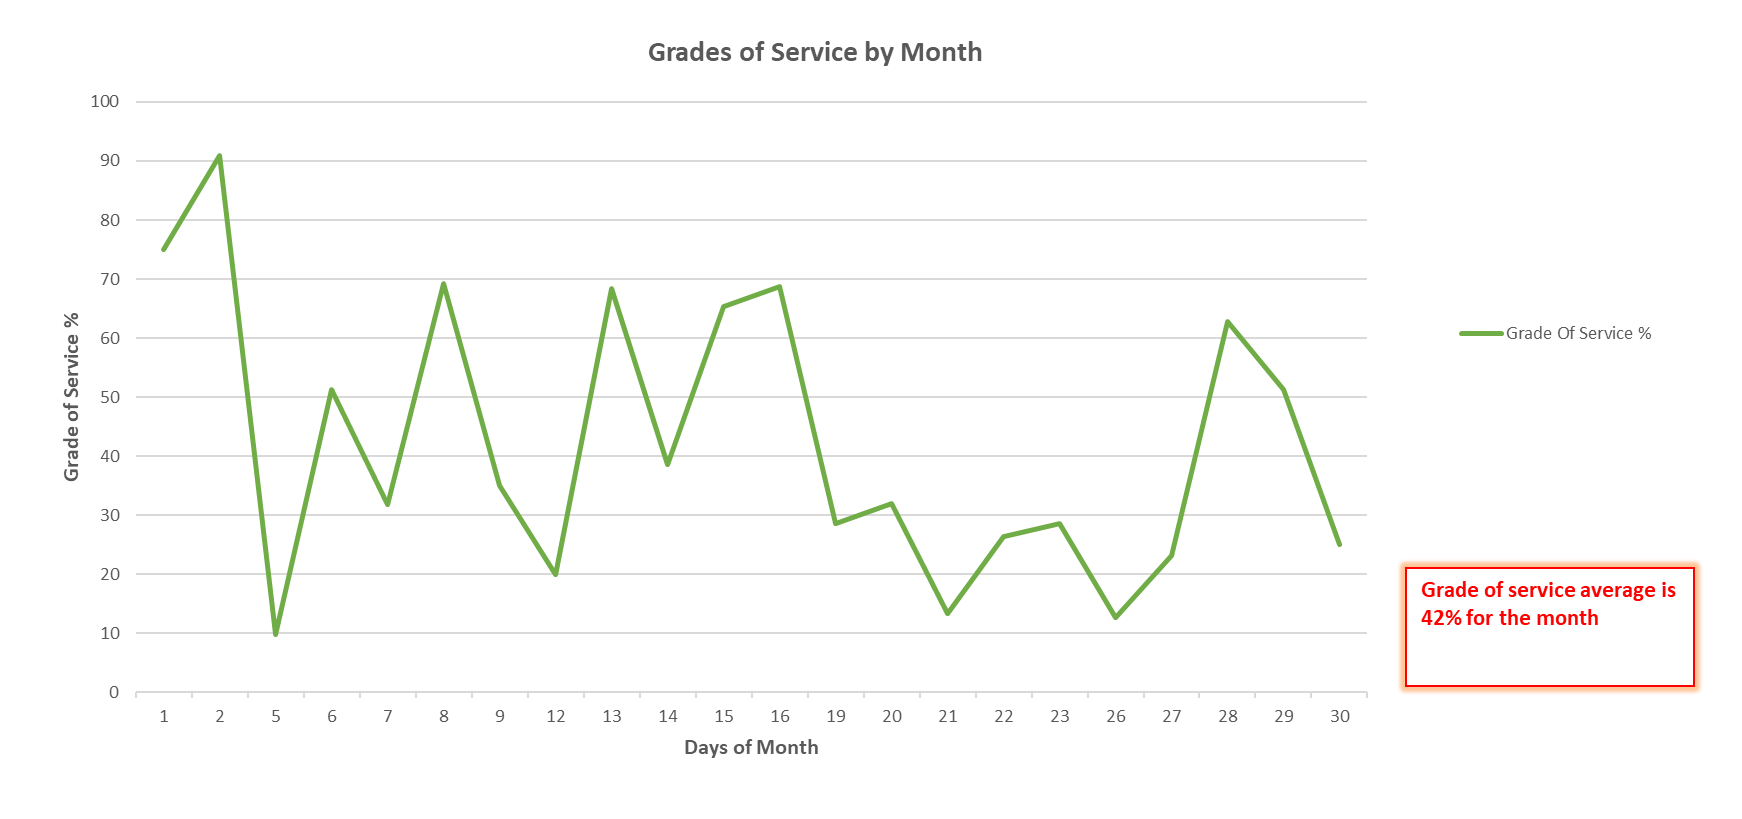 Grades of Service by Month
100
90
80
70
60
50
40
30
20
10
0
Grade of Service %
1 2 5 6 7 8 9 12 13 14 15 16 19 20 21 22 23 26 27 28 29 30
Days of Month
Grade Of Service %
Grade of service average is
42% for the month